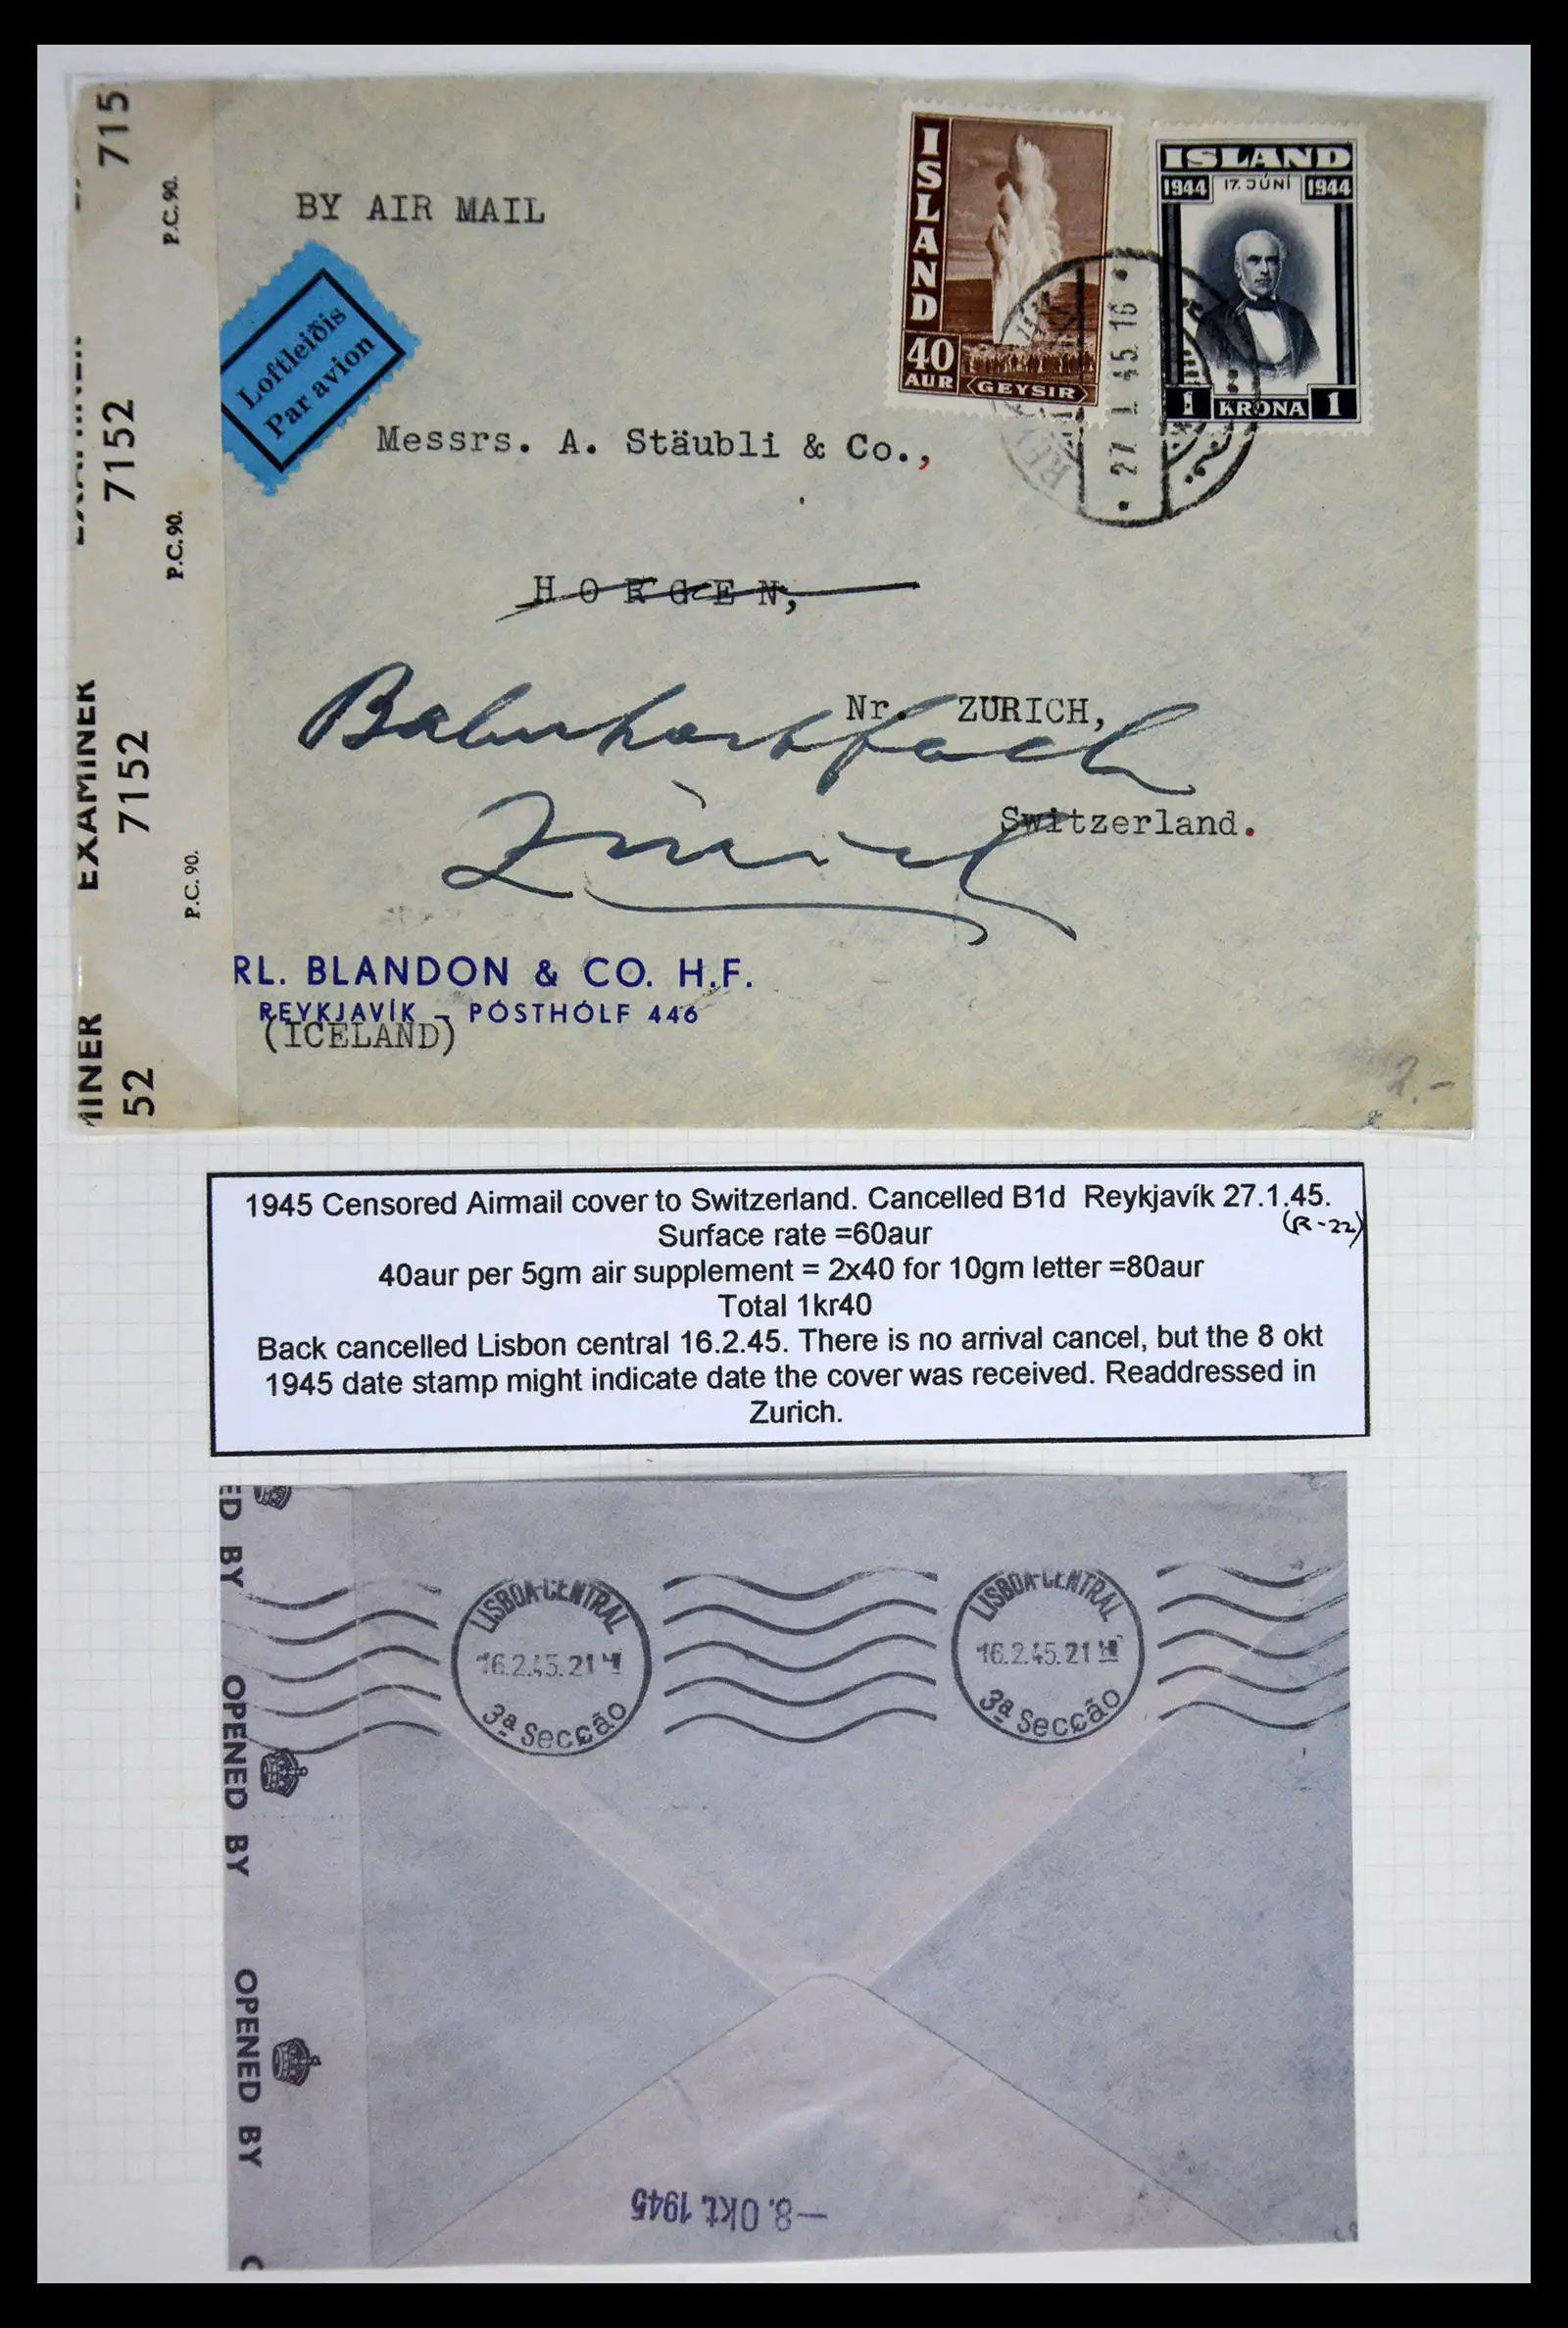 715
P.C. 90.
7152
P.C. 90.
EXAMINER
7152
P.C. 90.
MINER
52
BY AIR MAIL
Loftleiðis
Par avion
ISLAND
40
AUR
GEYSIR
ISLAND
1944 17. JÚNÍ 1944
1 KRÓNA 1
27.1.45.16
Messrs. A. Stäubli & Co.,
HORGEN,
Nr. ZURICH,
Bahnhoffach
Switzerland.
Zürich
RL. BLANDON & CO. H.F.
REYKJAVÍK – PÓSTHÓLF 446
(ICELAND)
2.-
1945 Censored Airmail cover to Switzerland. Cancelled B1d Reykjavík 27.1.45.
(R-22)
Surface rate =60aur
40aur per 5gm air supplement = 2x40 for 10gm letter =80aur
Total 1kr40
Back cancelled Lisbon central 16.2.45. There is no arrival cancel, but the 8 okt
1945 date stamp might indicate date the cover was received. Readdressed in
Zurich.
ED BY
OPENED BY
OPENED BY
LISBOA-CENTRAL
16.2.45.21
3ª Secção
LISBOA-CENTRAL
16.2.45.21
3ª Secção
–8. Okt. 1945